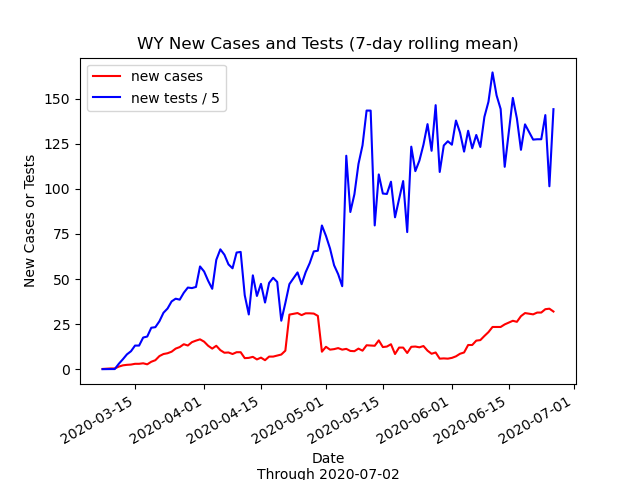 WY New Cases and Tests (7-day rolling mean)
new cases
new tests / 5
New Cases or Tests
150
125
100
75
50
25
0
2020-03-15
2020-04-01
2020-04-15
2020-05-01
2020-05-15
2020-06-01
2020-06-15
2020-07-01
Date
Through 2020-07-02